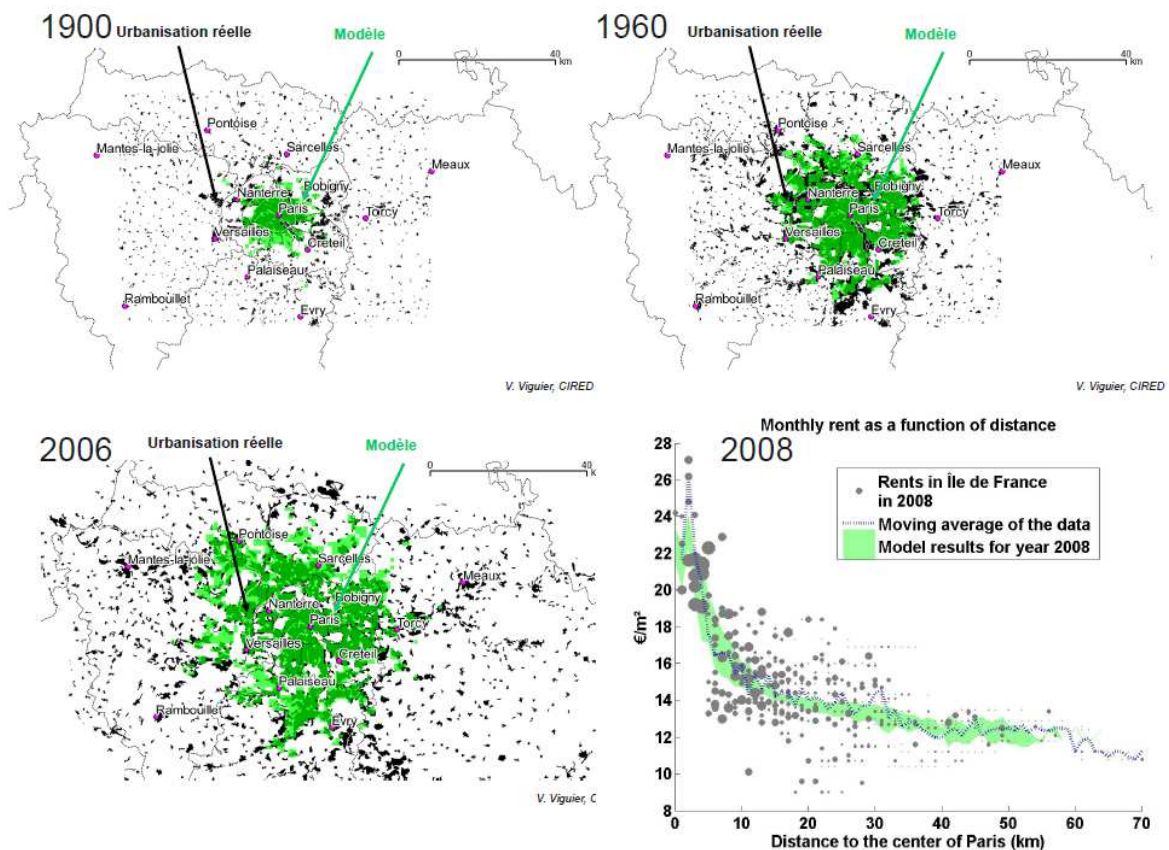 1900
Urbanisation réelle
Modèle
0
40
km
Pontoise
Mantes-la-jolie
Sarcelles
Meaux
Bobigny
Nanterre
Paris
Torcy
Versailles
Creteil
Palaiseau
Rambouillet
Evry
V. Viguier, CIRED
1960
Urbanisation réelle
Modèle
0
40
km
Pontoise
Mantes-la-jolie
Sarcelles
Meaux
Bobigny
Nanterre
Paris
Torcy
Versailles
Creteil
Palaiseau
Rambouillet
Evry
V. Viguier, CIRED
2006
Urbanisation réelle
Modèle
0
40
k
Pontoise
Mantes-la-jolie
Sarcelles
Meaux
Nanterre
Bobigny
Paris
Torcy
Versailles
Creteil
Palaiseau
Rambouillet
Evry
V. Viguier, C
Monthly rent as a function of distance
2008
Rents in Île de France
in 2008
Moving average of the data
Model results for year 2008
€/m²
28
26
24
22
20
18
16
14
12
10
8
0 10 20 30 40 50 60 70
Distance to the center of Paris (km)